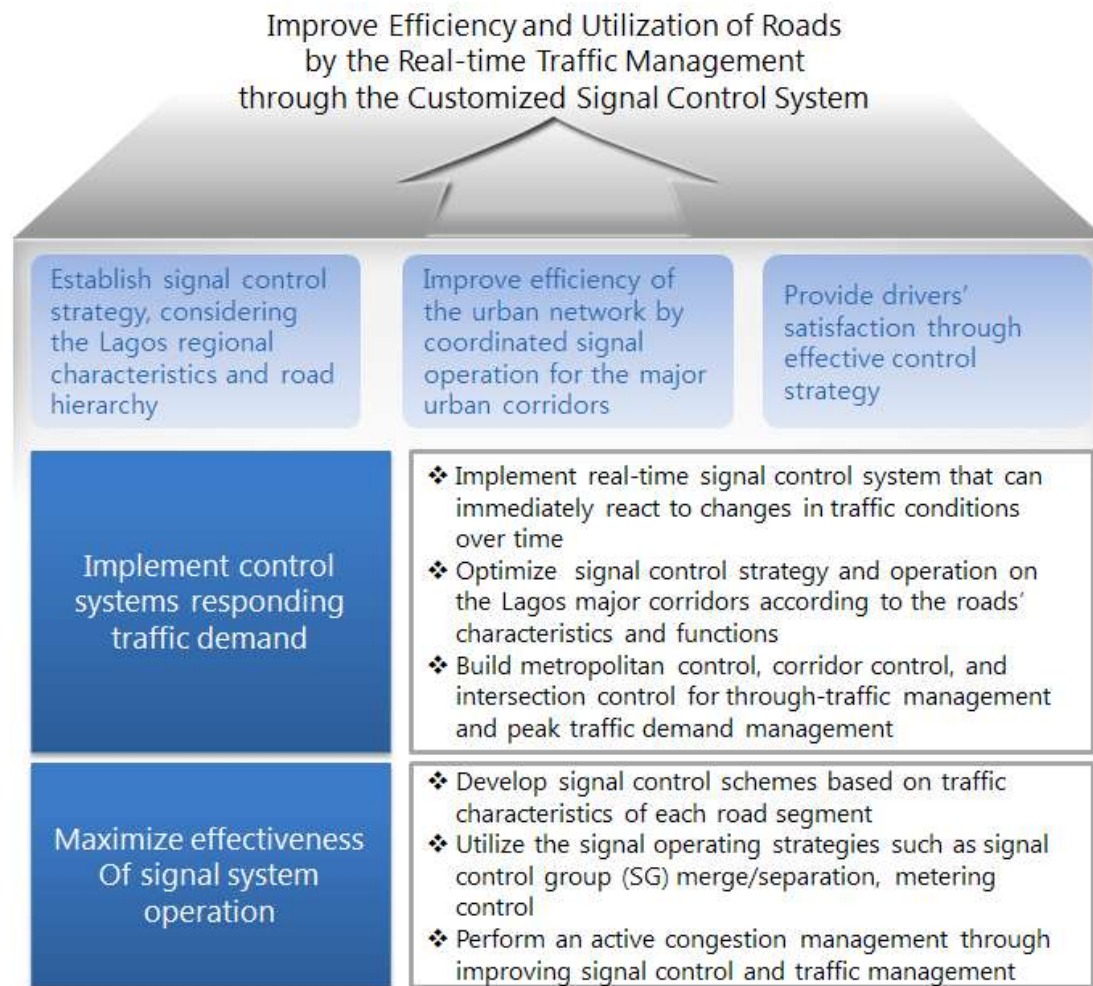 Improve Efficiency and Utilization of Roads
by the Real-time Traffic Management
through the Customized Signal Control System
Establish signal control
strategy, considering
the Lagos regional
characteristics and road
hierarchy
Improve efficiency of
the urban network by
coordinated signal
operation for the major
urban corridors
Provide drivers’
satisfaction through
effective control
strategy
Implement control
systems responding
traffic demand
❖ Implement real-time signal control system that can
immediately react to changes in traffic conditions
over time
❖ Optimize signal control strategy and operation on
the Lagos major corridors according to the roads‘
characteristics and functions
❖ Build metropolitan control, corridor control, and
intersection control for through-traffic management
and peak traffic demand management
Maximize effectiveness
Of signal system
operation
❖ Develop signal control schemes based on traffic
characteristics of each road segment
❖ Utilize the signal operating strategies such as signal
control group (SG) merge/separation, metering
control
❖ Perform an active congestion management through
improving signal control and traffic management